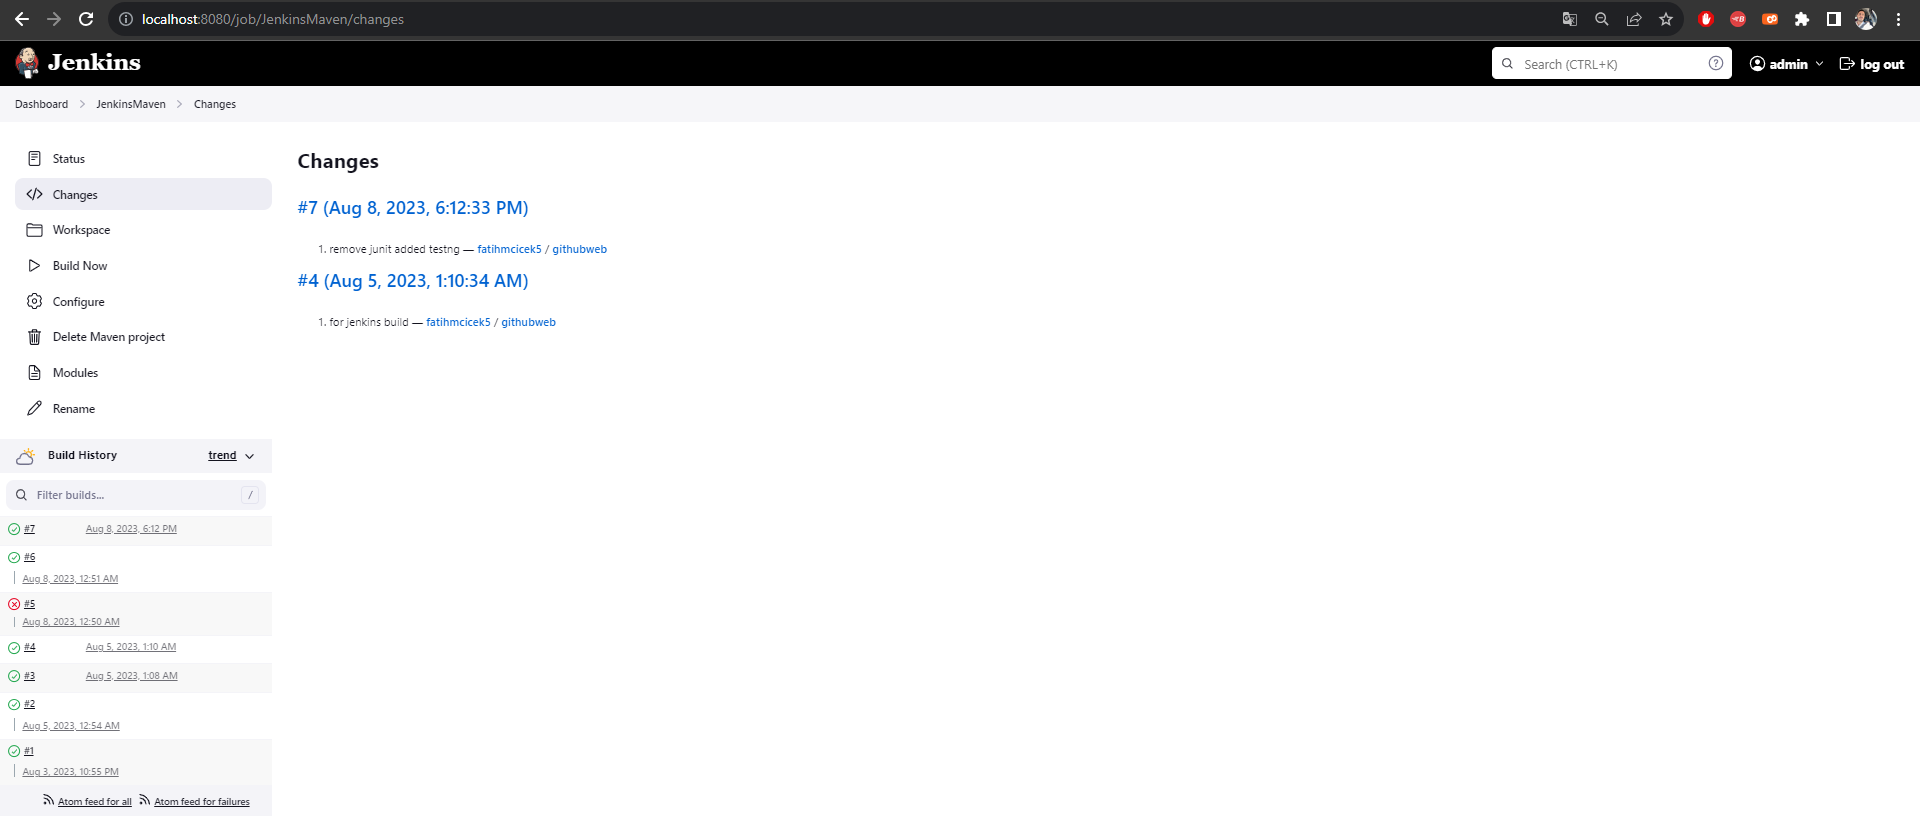 localhost:8080/job/JenkinsMaven/changes
Jenkins
Search (CTRL+K)
admin
log out
Dashboard > JenkinsMaven > Changes
Status
Changes
Workspace
Build Now
Configure
Delete Maven project
Modules
Rename
Build History trend
Filter builds... /
#7 Aug 8, 2023, 6:12 PM
#6
Aug 8, 2023, 12:51 AM
#5
Aug 8, 2023, 12:50 AM
#4 Aug 5, 2023, 1:10 AM
#3 Aug 5, 2023, 1:08 AM
#2
Aug 5, 2023, 12:54 AM
#1
Aug 3, 2023, 10:55 PM
Atom feed for all Atom feed for failures
Changes
#7 (Aug 8, 2023, 6:12:33 PM)
1. remove junit added testng — fatihmcicek5 / githubweb
#4 (Aug 5, 2023, 1:10:34 AM)
1. for jenkins build — fatihmcicek5 / githubweb